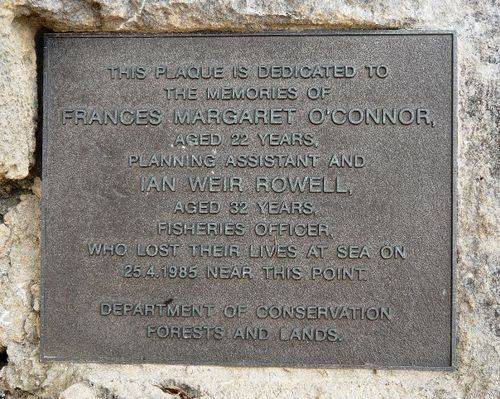 THIS PLAQUE IS DEDICATED TO
THE MEMORIES OF
FRANCES MARGARET O'CONNOR,
AGED 22 YEARS,
PLANNING ASSISTANT AND
IAN WEIR ROWELL,
AGED 32 YEARS,
FISHERIES OFFICER,
WHO LOST THEIR LIVES AT SEA ON
25.4.1985 NEAR THIS POINT.
DEPARTMENT OF CONSERVATION
FORESTS AND LANDS.